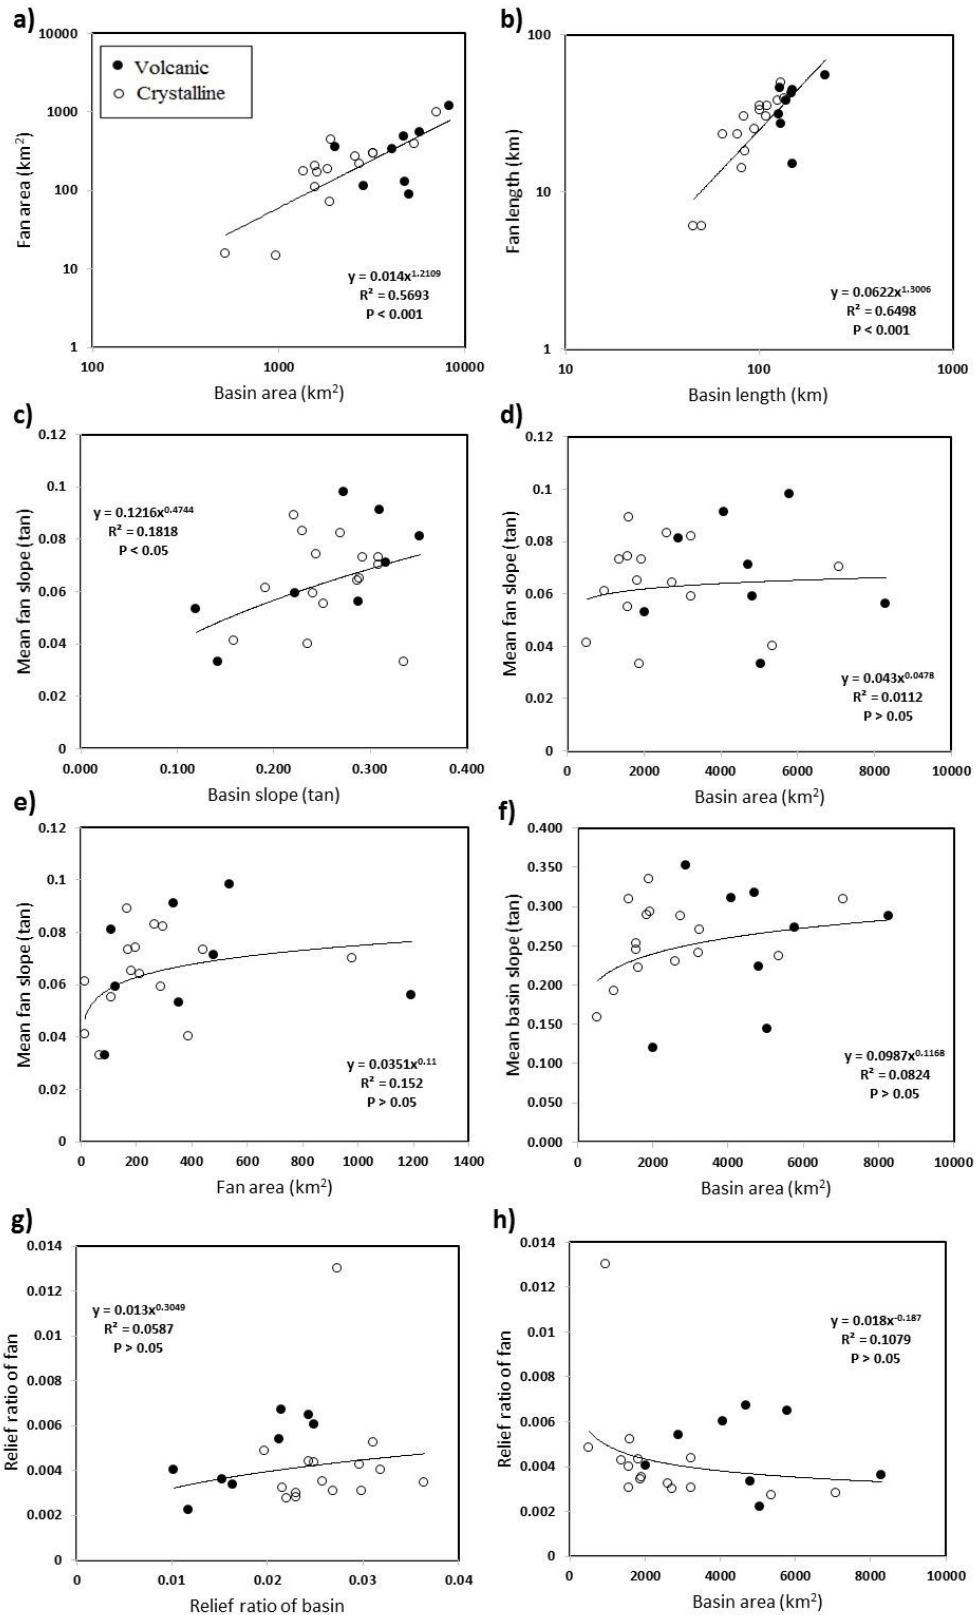 a)
10000
1000
100
10
1
Fan area (km²)
Volcanic
Crystalline
y = 0.014x^1.2109
R² = 0.5693
P < 0.001
100 1000 10000
Basin area (km²)
b)
100
10
1
Fan length (km)
y = 0.0622x^1.3006
R² = 0.6498
P < 0.001
10 100 1000
Basin length (km)
c)
0.12
0.1
0.08
0.06
0.04
0.02
0
Mean fan slope (tan)
y = 0.1216x^0.4744
R² = 0.1818
P < 0.05
0.000 0.100 0.200 0.300 0.400
Basin slope (tan)
d)
0.12
0.1
0.08
0.06
0.04
0.02
0
Mean fan slope (tan)
y = 0.043x^0.0478
R² = 0.0112
P > 0.05
0 2000 4000 6000 8000 10000
Basin area (km²)
e)
0.12
0.1
0.08
0.06
0.04
0.02
0
Mean fan slope (tan)
y = 0.0351x^0.11
R² = 0.152
P > 0.05
0 200 400 600 800 1000 1200 1400
Fan area (km²)
f)
0.400
0.350
0.300
0.250
0.200
0.150
0.100
0.050
0.000
Mean basin slope (tan)
y = 0.0987x^0.1168
R² = 0.0824
P > 0.05
0 2000 4000 6000 8000 10000
Basin area (km²)
g)
0.014
0.012
0.01
0.008
0.006
0.004
0.002
0
Relief ratio of fan
y = 0.013x^0.3049
R² = 0.0587
P > 0.05
0 0.01 0.02 0.03 0.04
Relief ratio of basin
h)
0.014
0.012
0.01
0.008
0.006
0.004
0.002
0
Relief ratio of fan
y = 0.018x^-0.187
R² = 0.1079
P > 0.05
0 2000 4000 6000 8000 10000
Basin area (km²)